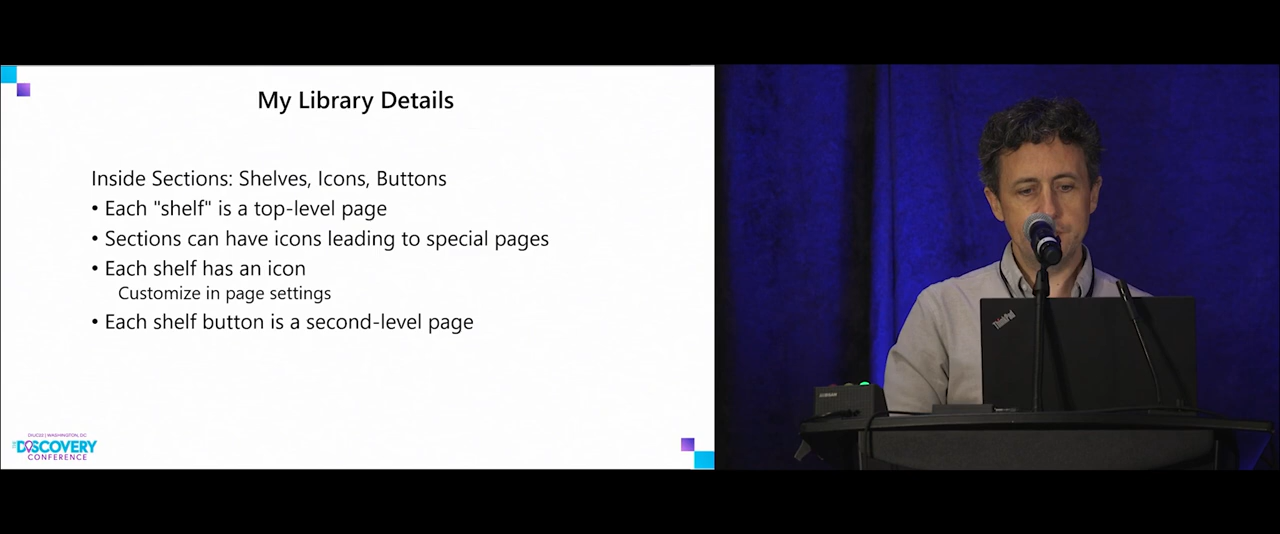 My Library Details
Inside Sections: Shelves, Icons, Buttons
• Each "shelf" is a top-level page
• Sections can have icons leading to special pages
• Each shelf has an icon
Customize in page settings
• Each shelf button is a second-level page
DISCOVERY
CONFERENCE
ThinkPad